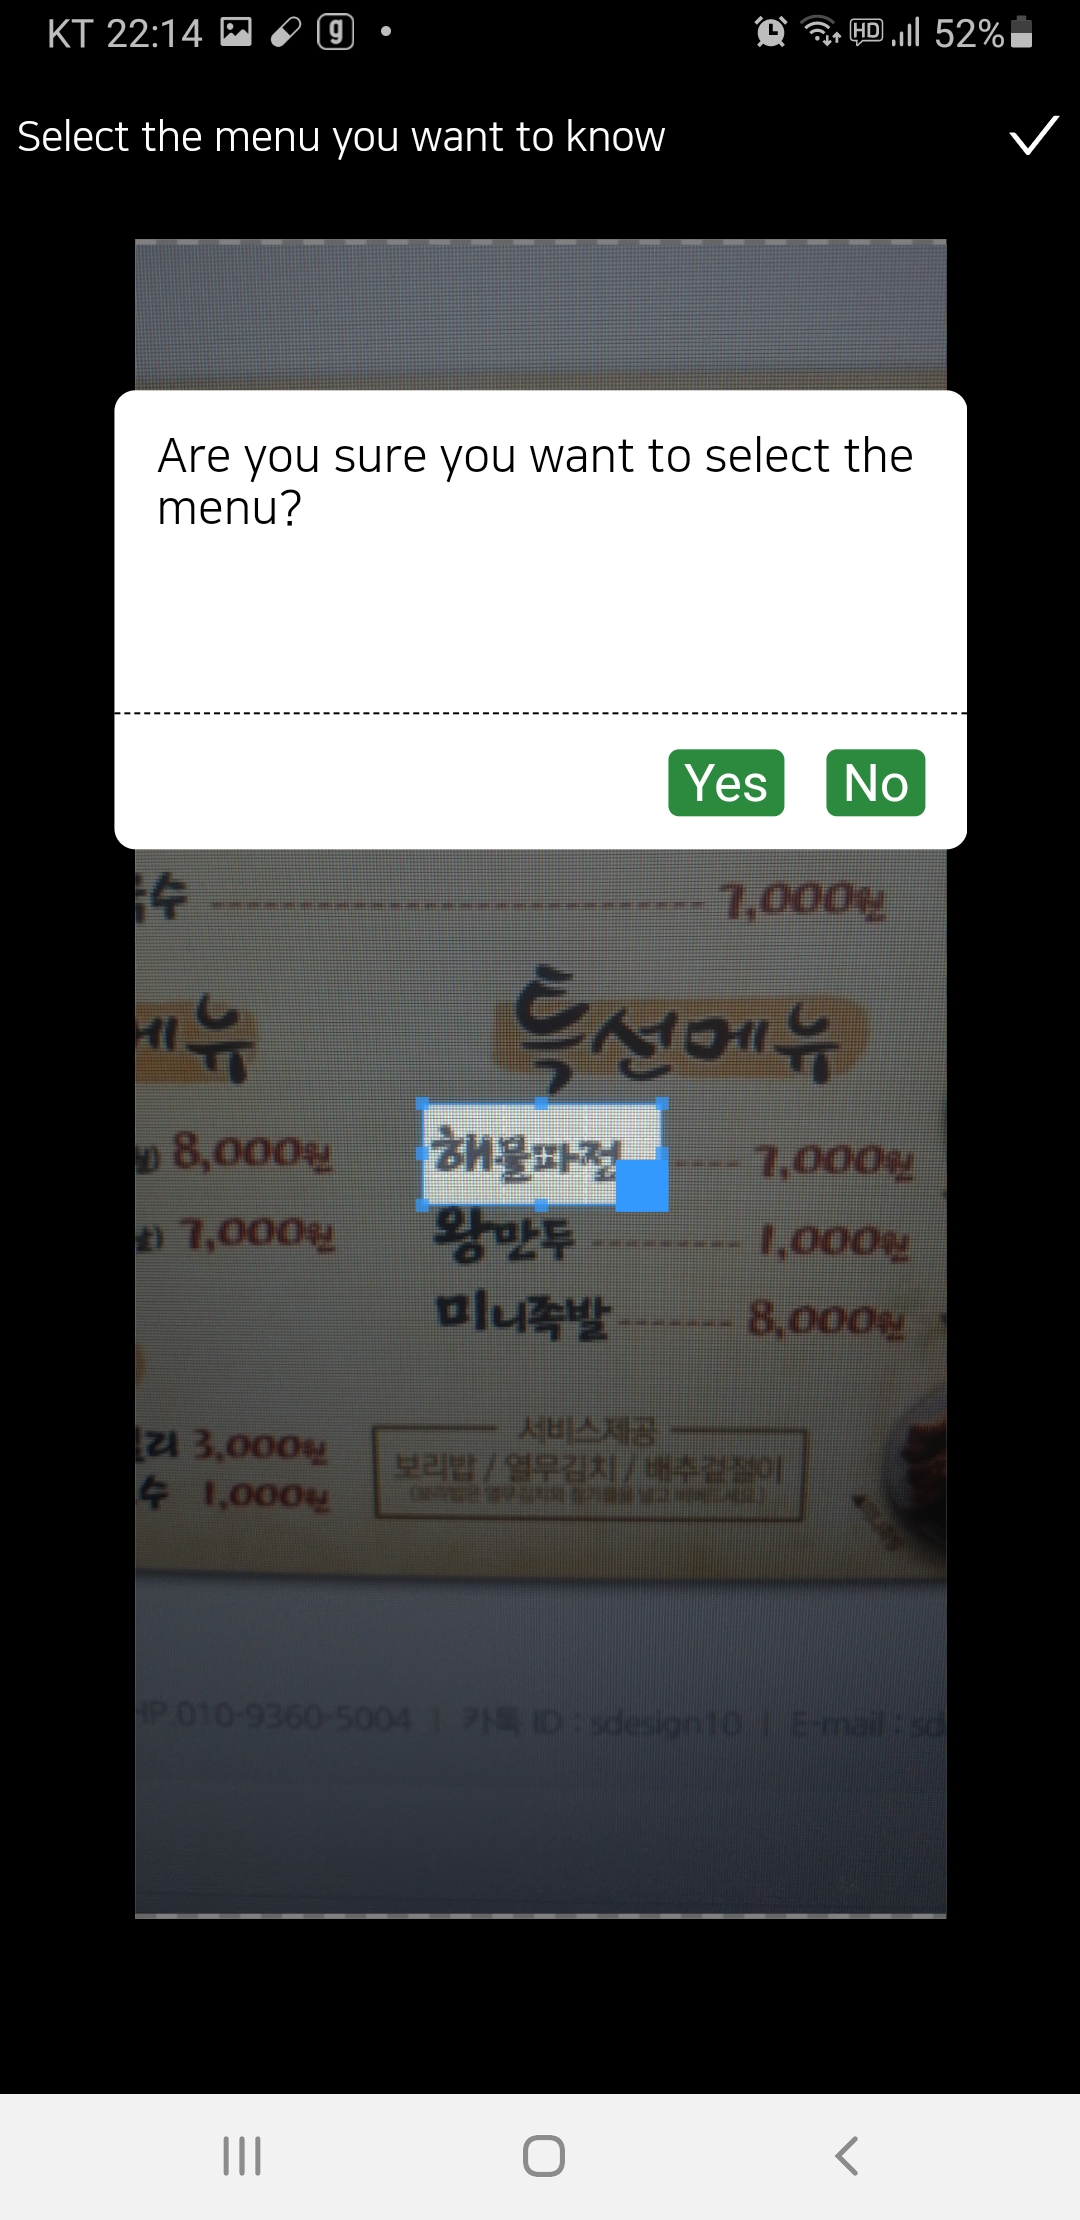 KT 22:14 g HD 52%
Select the menu you want to know
Are you sure you want to select the
menu?
Yes No
수 7,000원
메뉴 특선메뉴
8,000원 해물파전 7,000원
7,000원 왕만두 1,000원
미니족발 8,000원
리 3,000원 서비스제공
수 1,000원 보리밥 / 열무김치 / 배추겉절이
HP.010-9360-5004 | 카톡 ID : sdesign10 | E-mail : sd